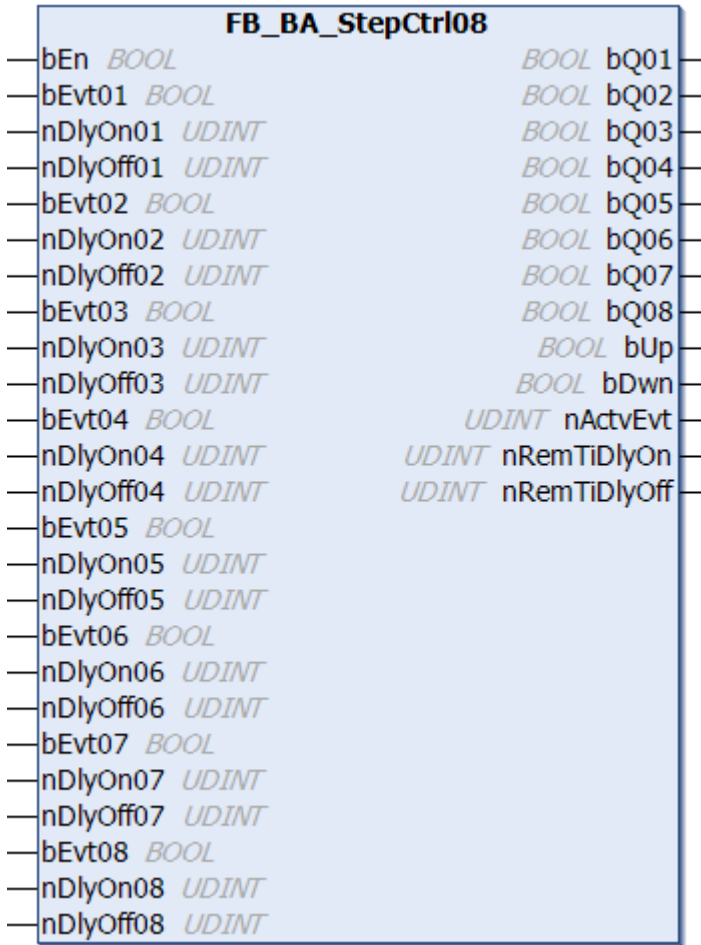 FB_BA_StepCtrl08
bEn BOOL BOOL bQ01
bEvt01 BOOL BOOL bQ02
nDlyOn01 UDINT BOOL bQ03
nDlyOff01 UDINT BOOL bQ04
bEvt02 BOOL BOOL bQ05
nDlyOn02 UDINT BOOL bQ06
nDlyOff02 UDINT BOOL bQ07
bEvt03 BOOL BOOL bQ08
nDlyOn03 UDINT BOOL bUp
nDlyOff03 UDINT BOOL bDwn
bEvt04 BOOL UDINT nActvEvt
nDlyOn04 UDINT UDINT nRemTiDlyOn
nDlyOff04 UDINT UDINT nRemTiDlyOff
bEvt05 BOOL
nDlyOn05 UDINT
nDlyOff05 UDINT
bEvt06 BOOL
nDlyOn06 UDINT
nDlyOff06 UDINT
bEvt07 BOOL
nDlyOn07 UDINT
nDlyOff07 UDINT
bEvt08 BOOL
nDlyOn08 UDINT
nDlyOff08 UDINT